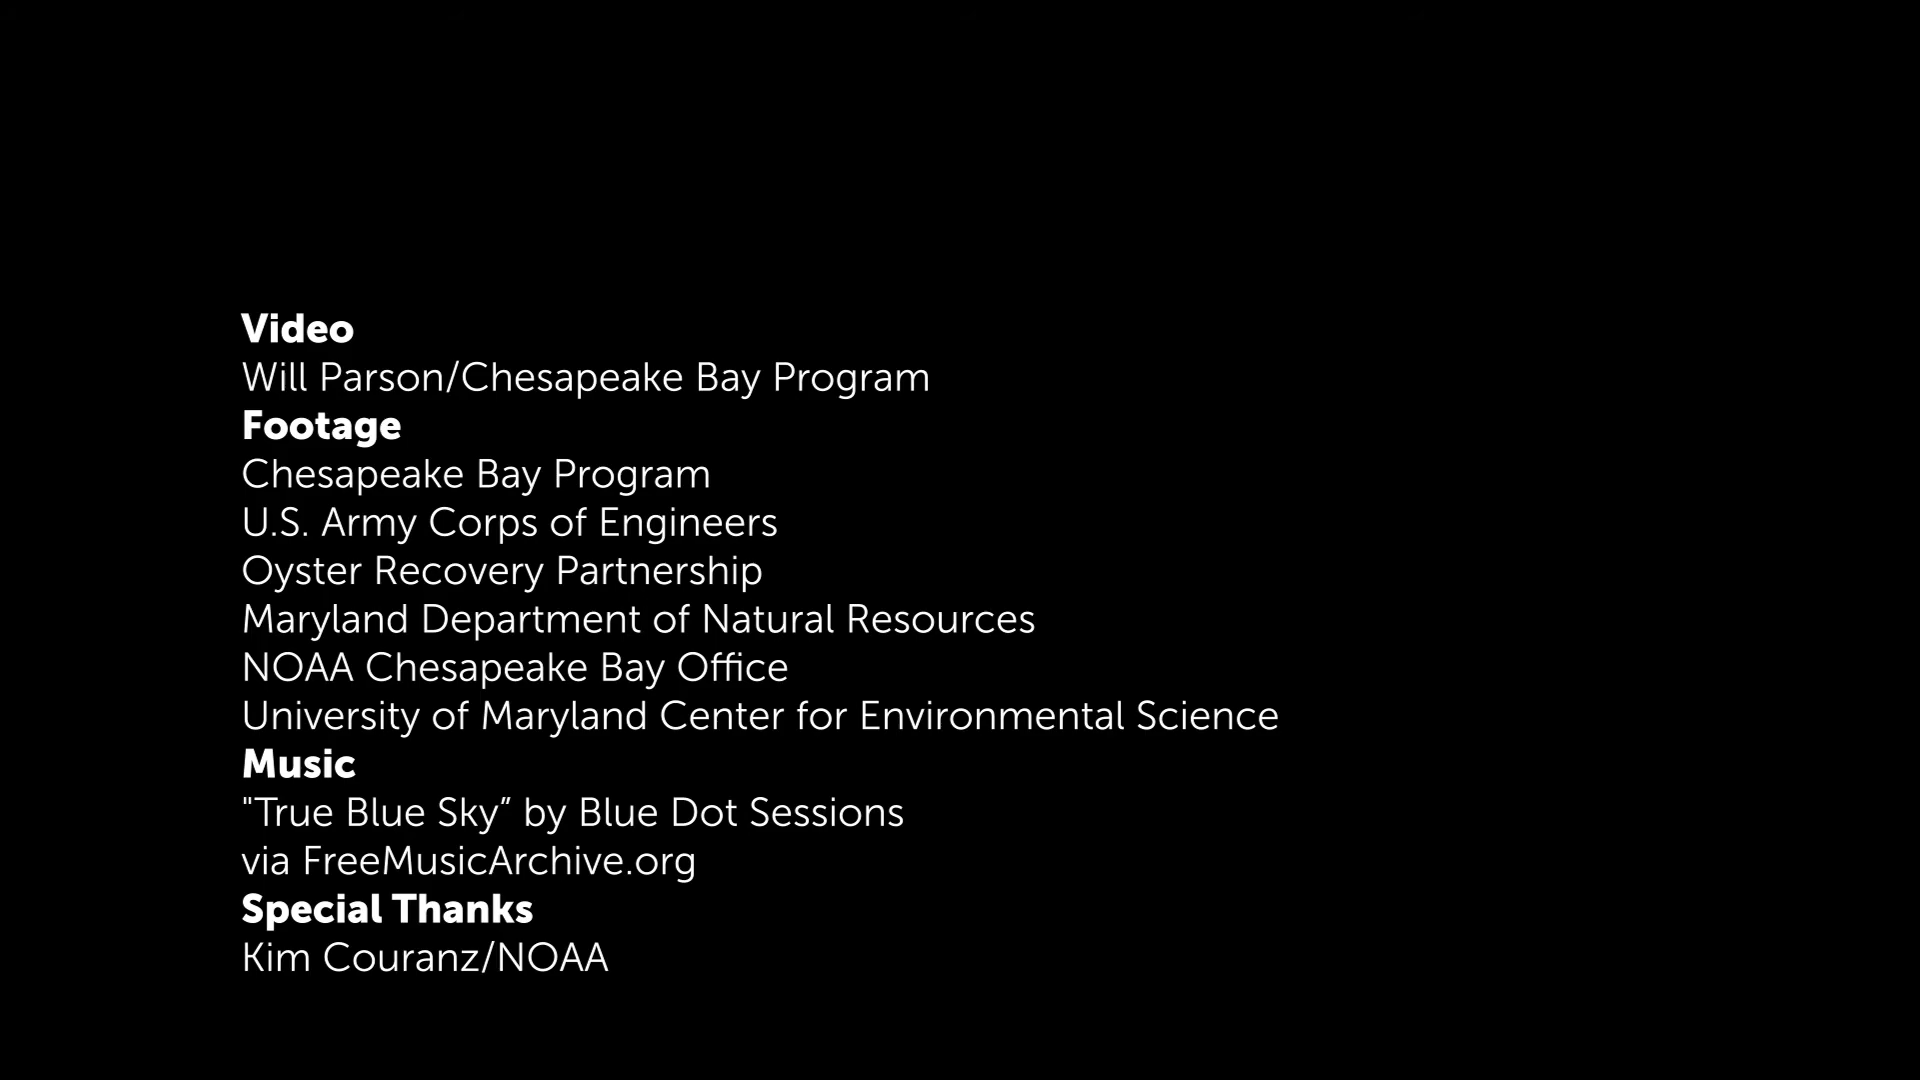 Video
Will Parson/Chesapeake Bay Program
Footage
Chesapeake Bay Program
U.S. Army Corps of Engineers
Oyster Recovery Partnership
Maryland Department of Natural Resources
NOAA Chesapeake Bay Office
University of Maryland Center for Environmental Science
Music
"True Blue Sky” by Blue Dot Sessions
via FreeMusicArchive.org
Special Thanks
Kim Couranz/NOAA